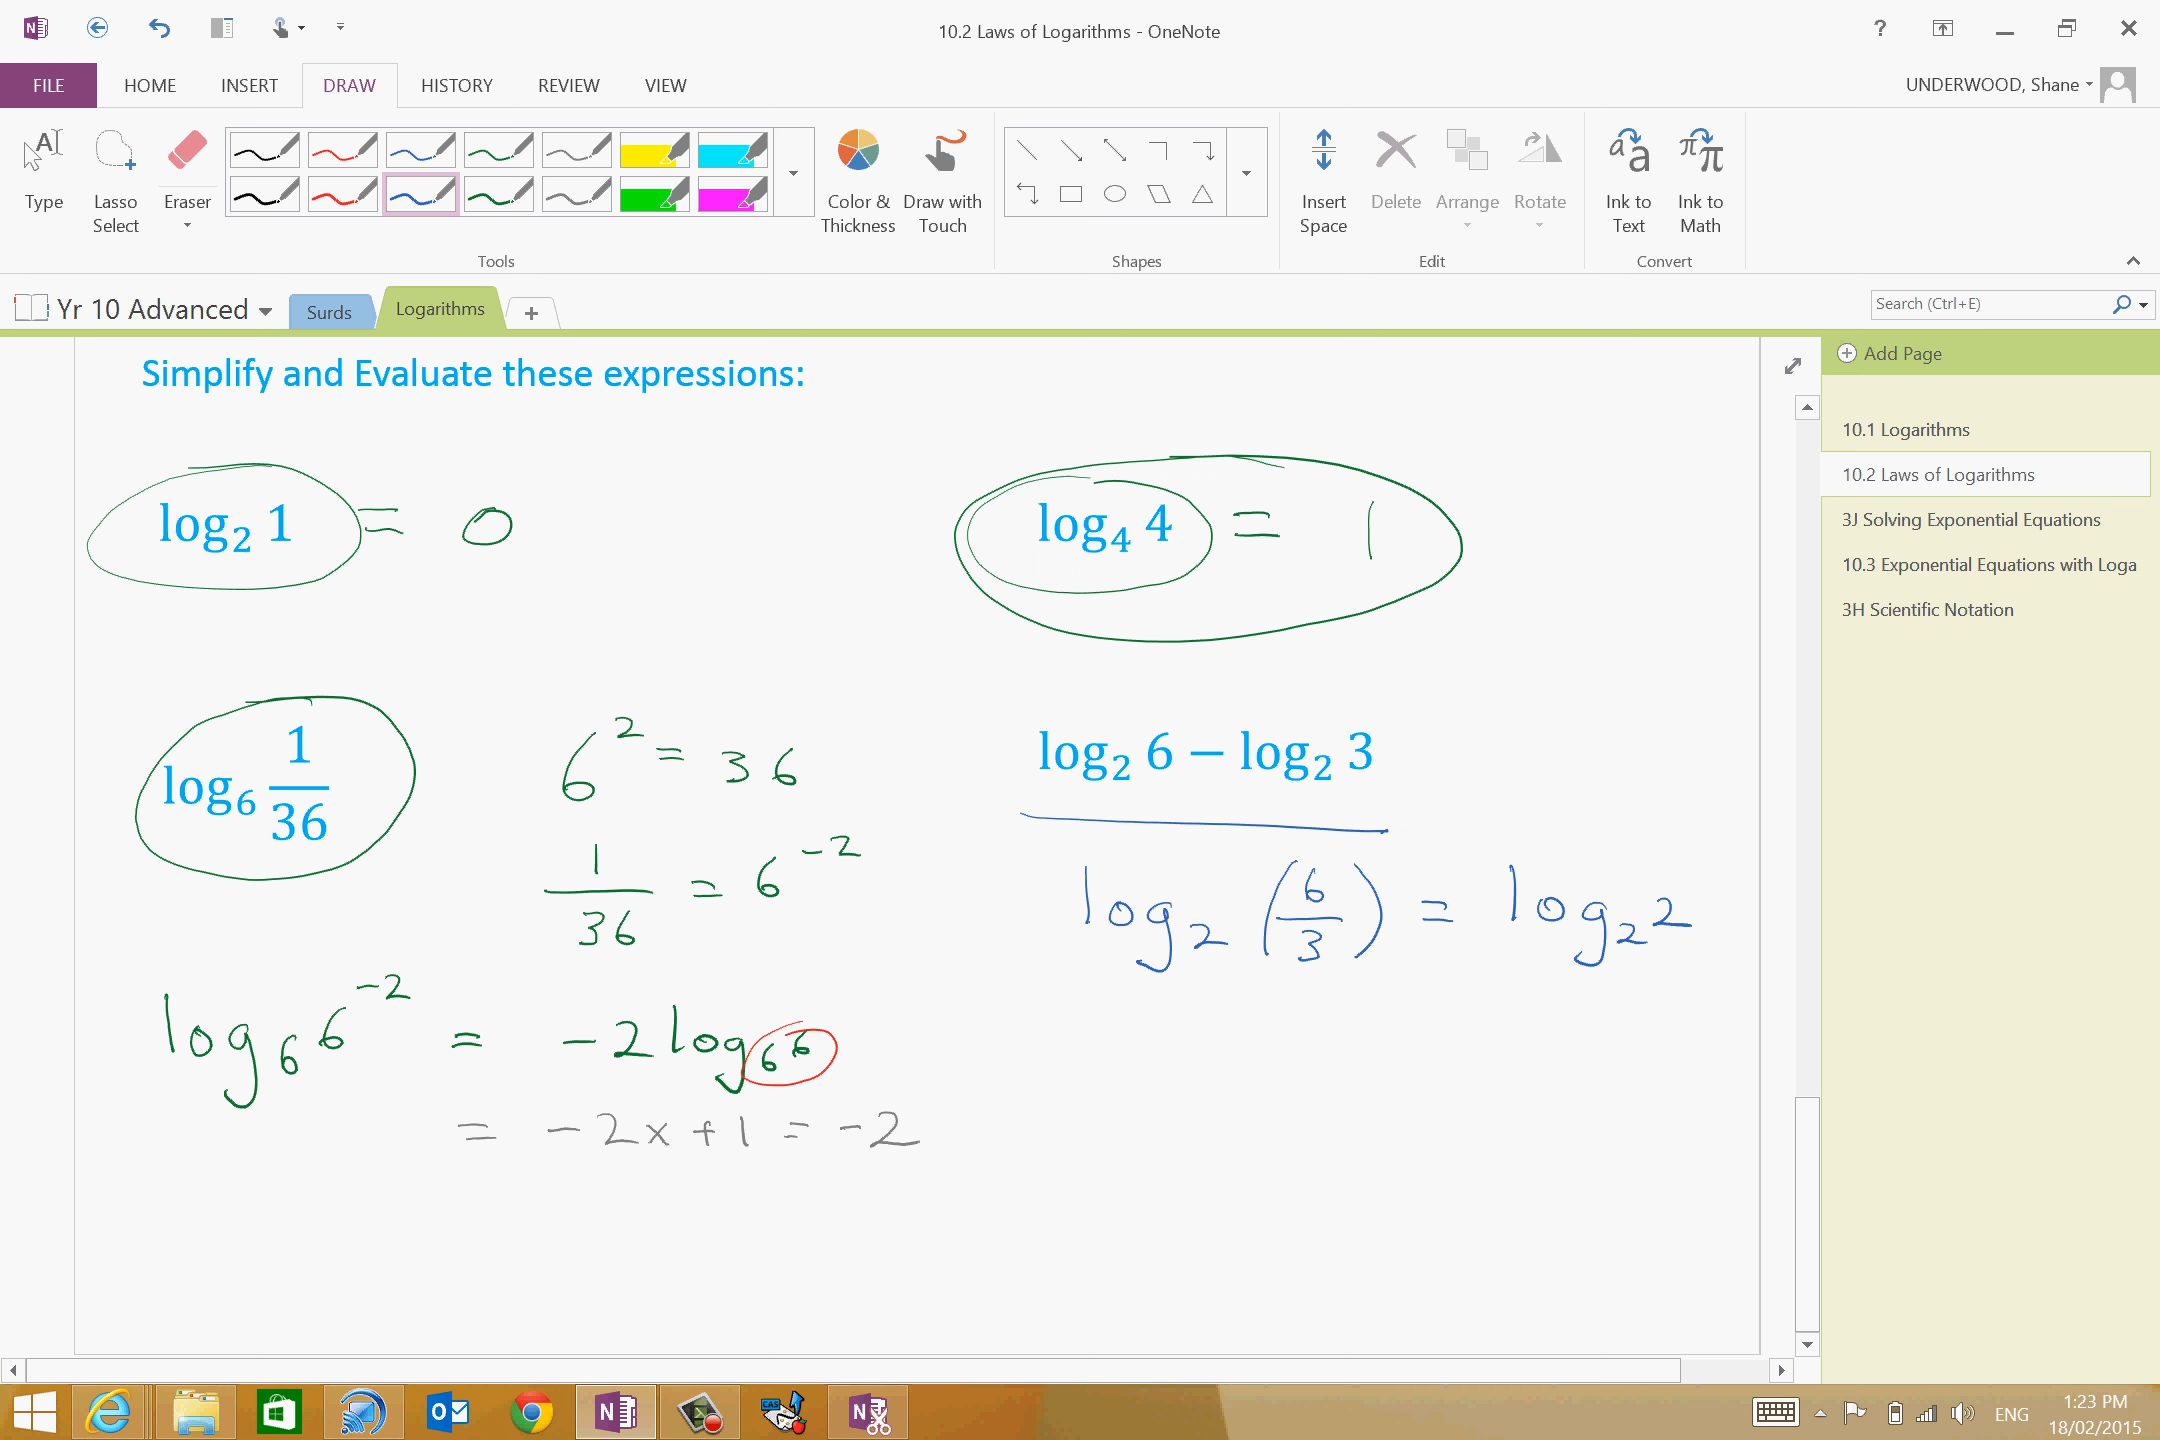 10.2 Laws of Logarithms - OneNote
?
FILE HOME INSERT DRAW HISTORY REVIEW VIEW
UNDERWOOD, Shane
Type
Lasso Select
Eraser
Color & Thickness
Draw with Touch
Insert Space
Delete
Arrange
Rotate
Ink to Text
Ink to Math
Tools
Shapes
Edit
Convert
Yr 10 Advanced
Surds
Logarithms
+
Search (Ctrl+E)
Add Page
10.1 Logarithms
10.2 Laws of Logarithms
3J Solving Exponential Equations
10.3 Exponential Equations with Loga
3H Scientific Notation
Simplify and Evaluate these expressions:
log₂ 1 = 0
log₄ 4 = 1
log₆ 1/36
6² = 36
1/36 = 6⁻²
log₆ 6⁻² = -2 log₆ 6
= -2 x +1 = -2
log₂ 6 − log₂ 3
log₂ (6/3) = log₂ 2
ENG
1:23 PM
18/02/2015